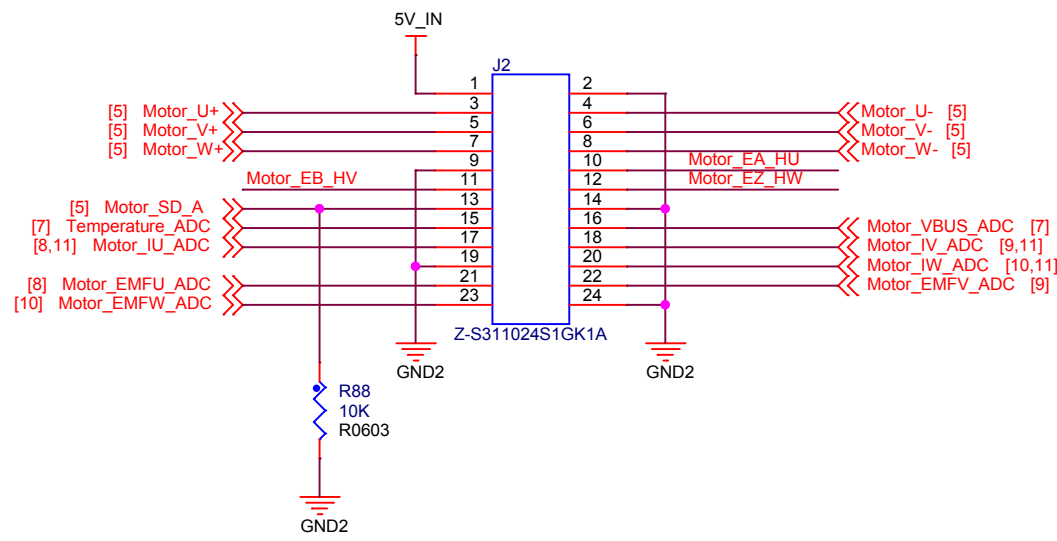 5V_IN
J2
1 2
[5] Motor_U+ 3 4 Motor_U- [5]
[5] Motor_V+ 5 6 Motor_V- [5]
[5] Motor_W+ 7 8 Motor_W- [5]
9 10 Motor_EA_HU
Motor_EB_HV 11 12 Motor_EZ_HW
[5] Motor_SD_A 13 14
[7] Temperature_ADC 15 16 Motor_VBUS_ADC [7]
[8,11] Motor_IU_ADC 17 18 Motor_IV_ADC [9,11]
19 20 Motor_IW_ADC [10,11]
[8] Motor_EMFU_ADC 21 22 Motor_EMFV_ADC [9]
[10] Motor_EMFW_ADC 23 24
Z-S311024S1GK1A
GND2 GND2
R88
10K
R0603
GND2